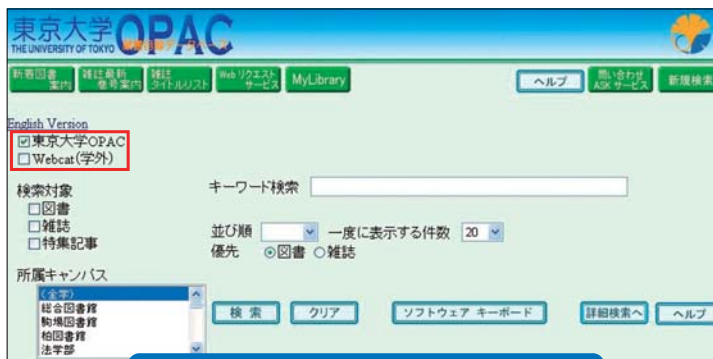 東京大学OPAC
THE UNIVERSITY OF TOKYO
新着図書案内 雑誌最新巻号案内 雑誌タイトルリスト Webリクエストサービス MyLibrary ヘルプ 問い合わせASKサービス 新規検索
English Version
東京大学OPAC
Webcat(学外)
検索対象
図書
雑誌
特集記事
キーワード検索
並び順 一度に表示する件数 20
優先 図書 雑誌
所属キャンパス
(全学)
総合図書館
駒場図書館
柏図書館
法学部
検索 クリア ソフトウェア キーボード 詳細検索へ ヘルプ